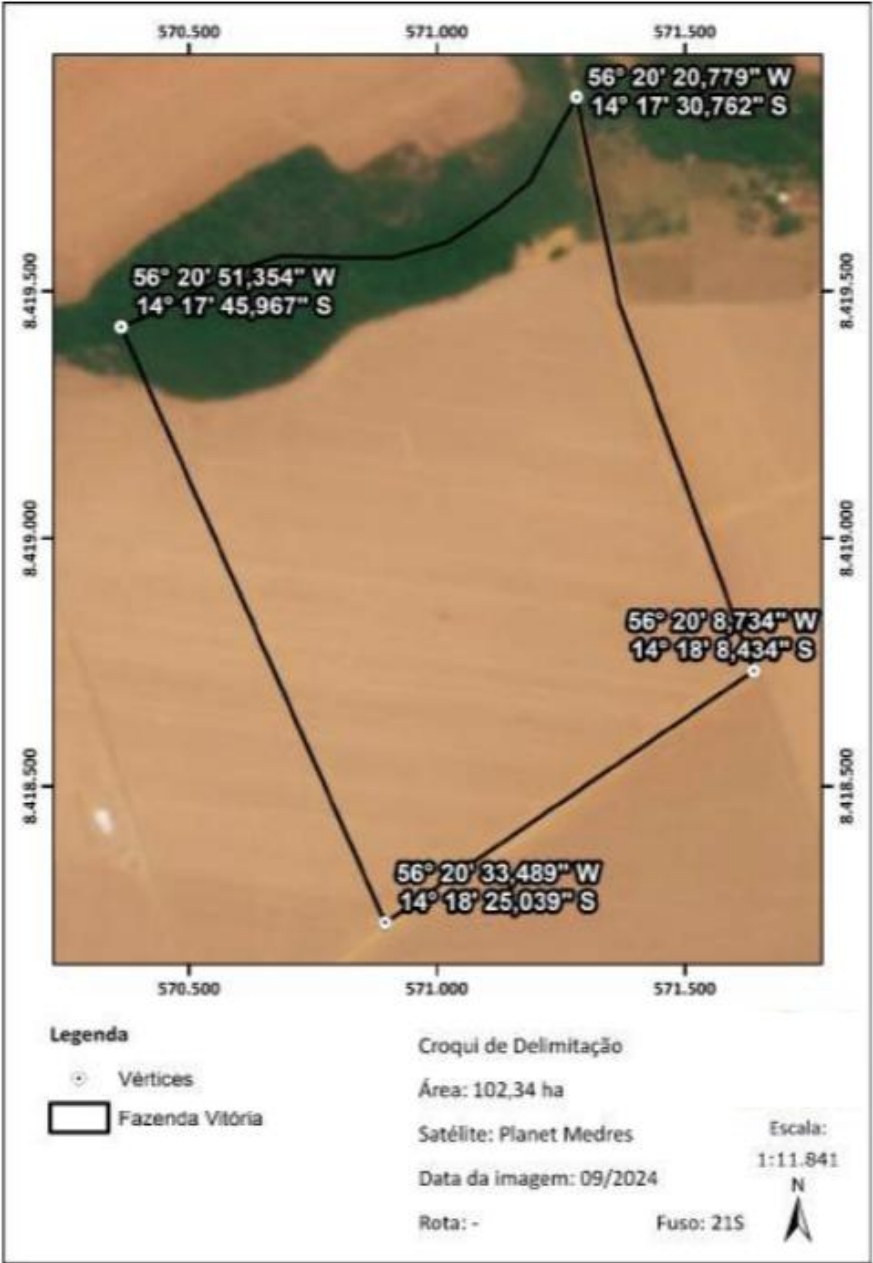 570.500 571.000 571.500
56° 20' 20,779" W
14° 17' 30,762" S
56° 20' 51,354" W
14° 17' 45,967" S
8.419.500 8.419.500
8.419.000 8.419.000
56° 20' 8,734" W
14° 18' 8,434" S
8.418.500 8.418.500
56° 20' 33,489" W
14° 18' 25,039" S
570.500 571.000 571.500
Legenda
Vértices
Fazenda Vitória
Croqui de Delimitação
Área: 102,34 ha
Satélite: Planet Medres
Data da imagem: 09/2024
Rota: -
Fuso: 21S
Escala:
1:11.841
N